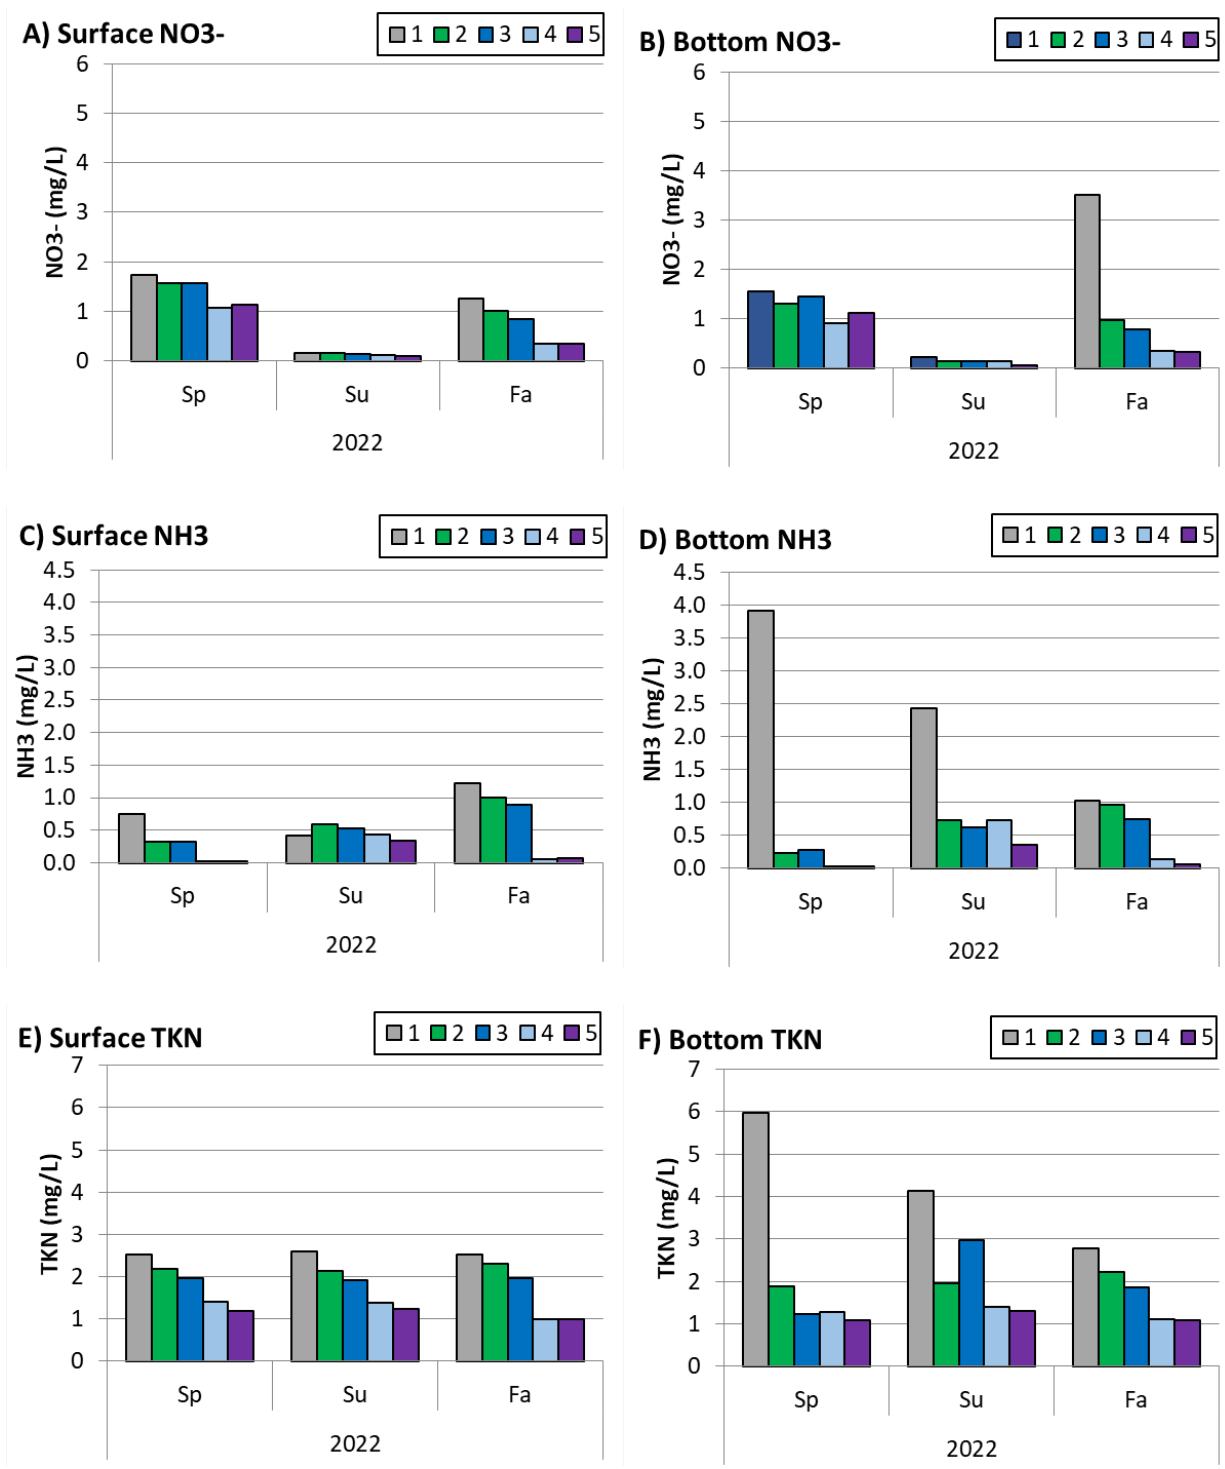 A) Surface NO3-
1 2 3 4 5
6
5
4
3
2
1
0
NO3- (mg/L)
Sp Su Fa
2022
B) Bottom NO3-
1 2 3 4 5
6
5
4
3
2
1
0
NO3- (mg/L)
Sp Su Fa
2022
C) Surface NH3
1 2 3 4 5
4.5
4.0
3.5
3.0
2.5
2.0
1.5
1.0
0.5
0.0
NH3 (mg/L)
Sp Su Fa
2022
D) Bottom NH3
1 2 3 4 5
4.5
4.0
3.5
3.0
2.5
2.0
1.5
1.0
0.5
0.0
NH3 (mg/L)
Sp Su Fa
2022
E) Surface TKN
1 2 3 4 5
7
6
5
4
3
2
1
0
TKN (mg/L)
Sp Su Fa
2022
F) Bottom TKN
1 2 3 4 5
7
6
5
4
3
2
1
0
TKN (mg/L)
Sp Su Fa
2022